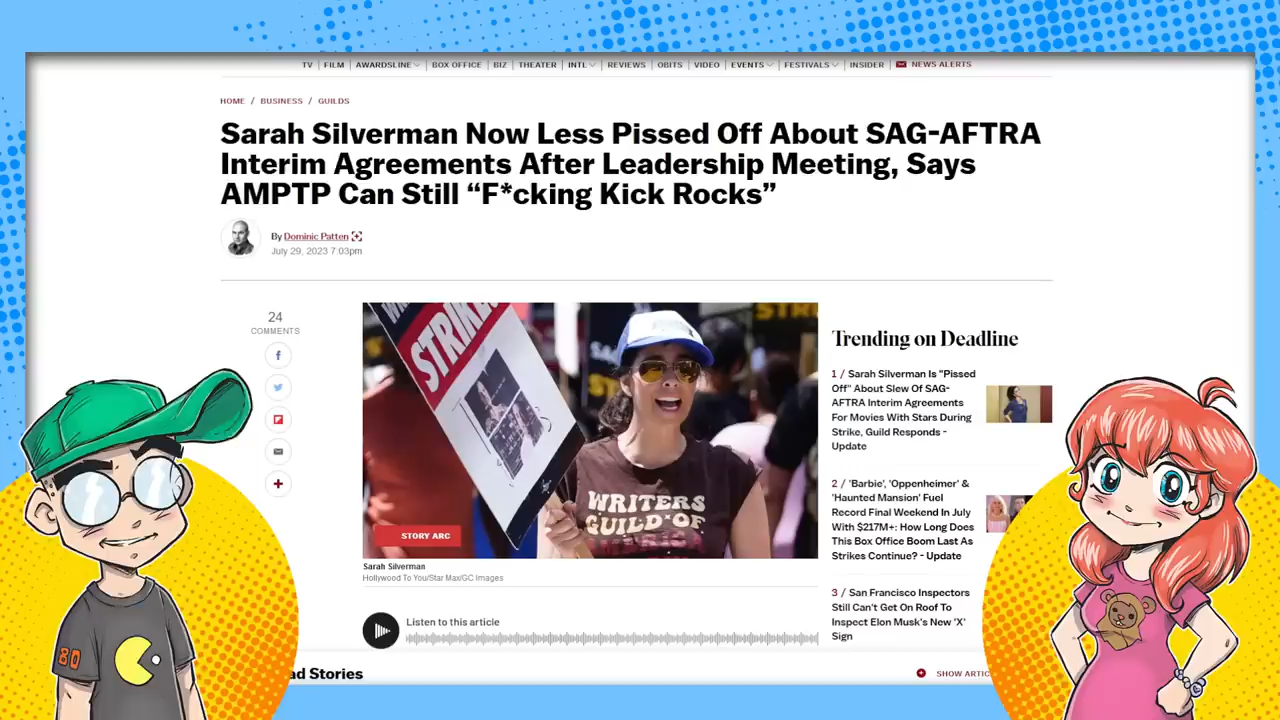 TV | FILM | AWARDSLINE | BOX OFFICE | BIZ | THEATER | INTL | REVIEWS | OBITS | VIDEO | EVENTS | FESTIVALS | INSIDER | NEWS ALERTS
HOME / BUSINESS / GUILDS
Sarah Silverman Now Less Pissed Off About SAG-AFTRA
Interim Agreements After Leadership Meeting, Says
AMPTP Can Still “F*cking Kick Rocks”
By Dominic Patten
July 29, 2023 7:03pm
24
COMMENTS
STRIKE
WRITERS
GUILD OF
STORY ARC
Sarah Silverman
Hollywood To You/Star Max/GC Images
Listen to this article
Trending on Deadline
1 / Sarah Silverman Is "Pissed
Off" About Slew Of SAG-
AFTRA Interim Agreements
For Movies With Stars During
Strike, Guild Responds -
Update
2 / 'Barbie', 'Oppenheimer' &
'Haunted Mansion' Fuel
Record Final Weekend In July
With $217M+: How Long Does
This Box Office Boom Last As
Strikes Continue? - Update
3 / San Francisco Inspectors
Still Can't Get On Roof To
Inspect Elon Musk's New 'X'
Sign
ad Stories
SHOW ARTIC
80